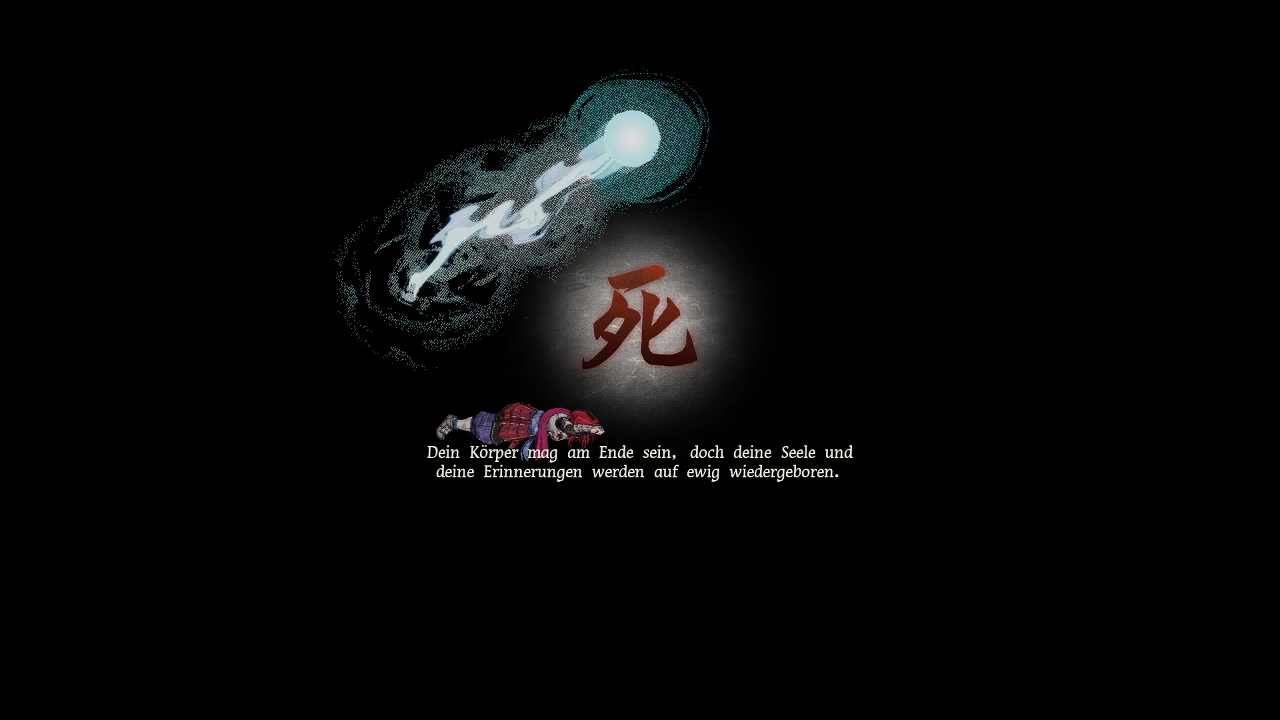 死
Dein Körper mag am Ende sein, doch deine Seele und
deine Erinnerungen werden auf ewig wiedergeboren.